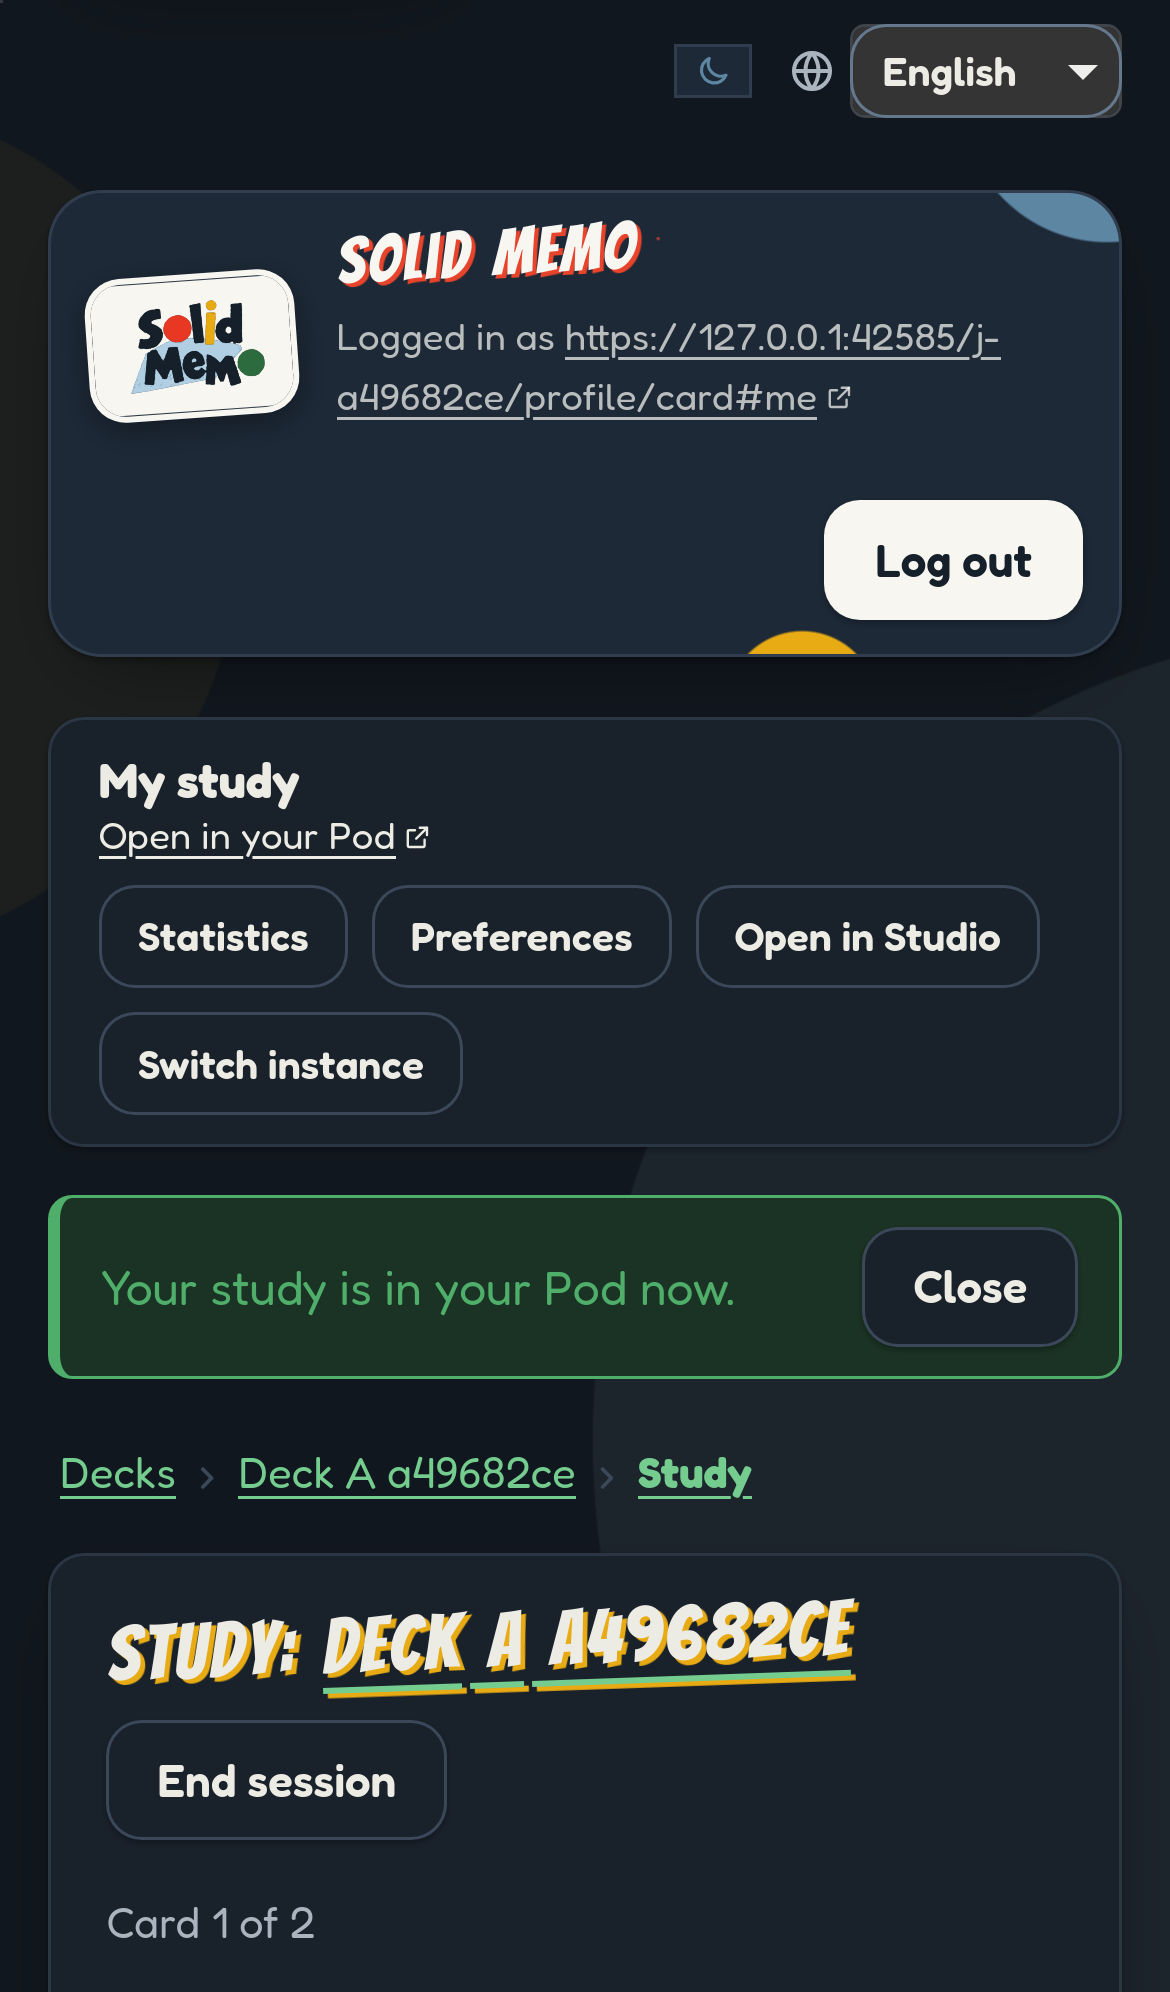 English
SOLID MEMO
Solid
Memo
Logged in as https://127.0.0.1:42585/j-
a49682ce/profile/card#me
Log out
My study
Open in your Pod
Statistics
Preferences
Open in Studio
Switch instance
Your study is in your Pod now.
Close
Decks > Deck A a49682ce > Study
STUDY: DECK A A49682CE
End session
Card 1 of 2